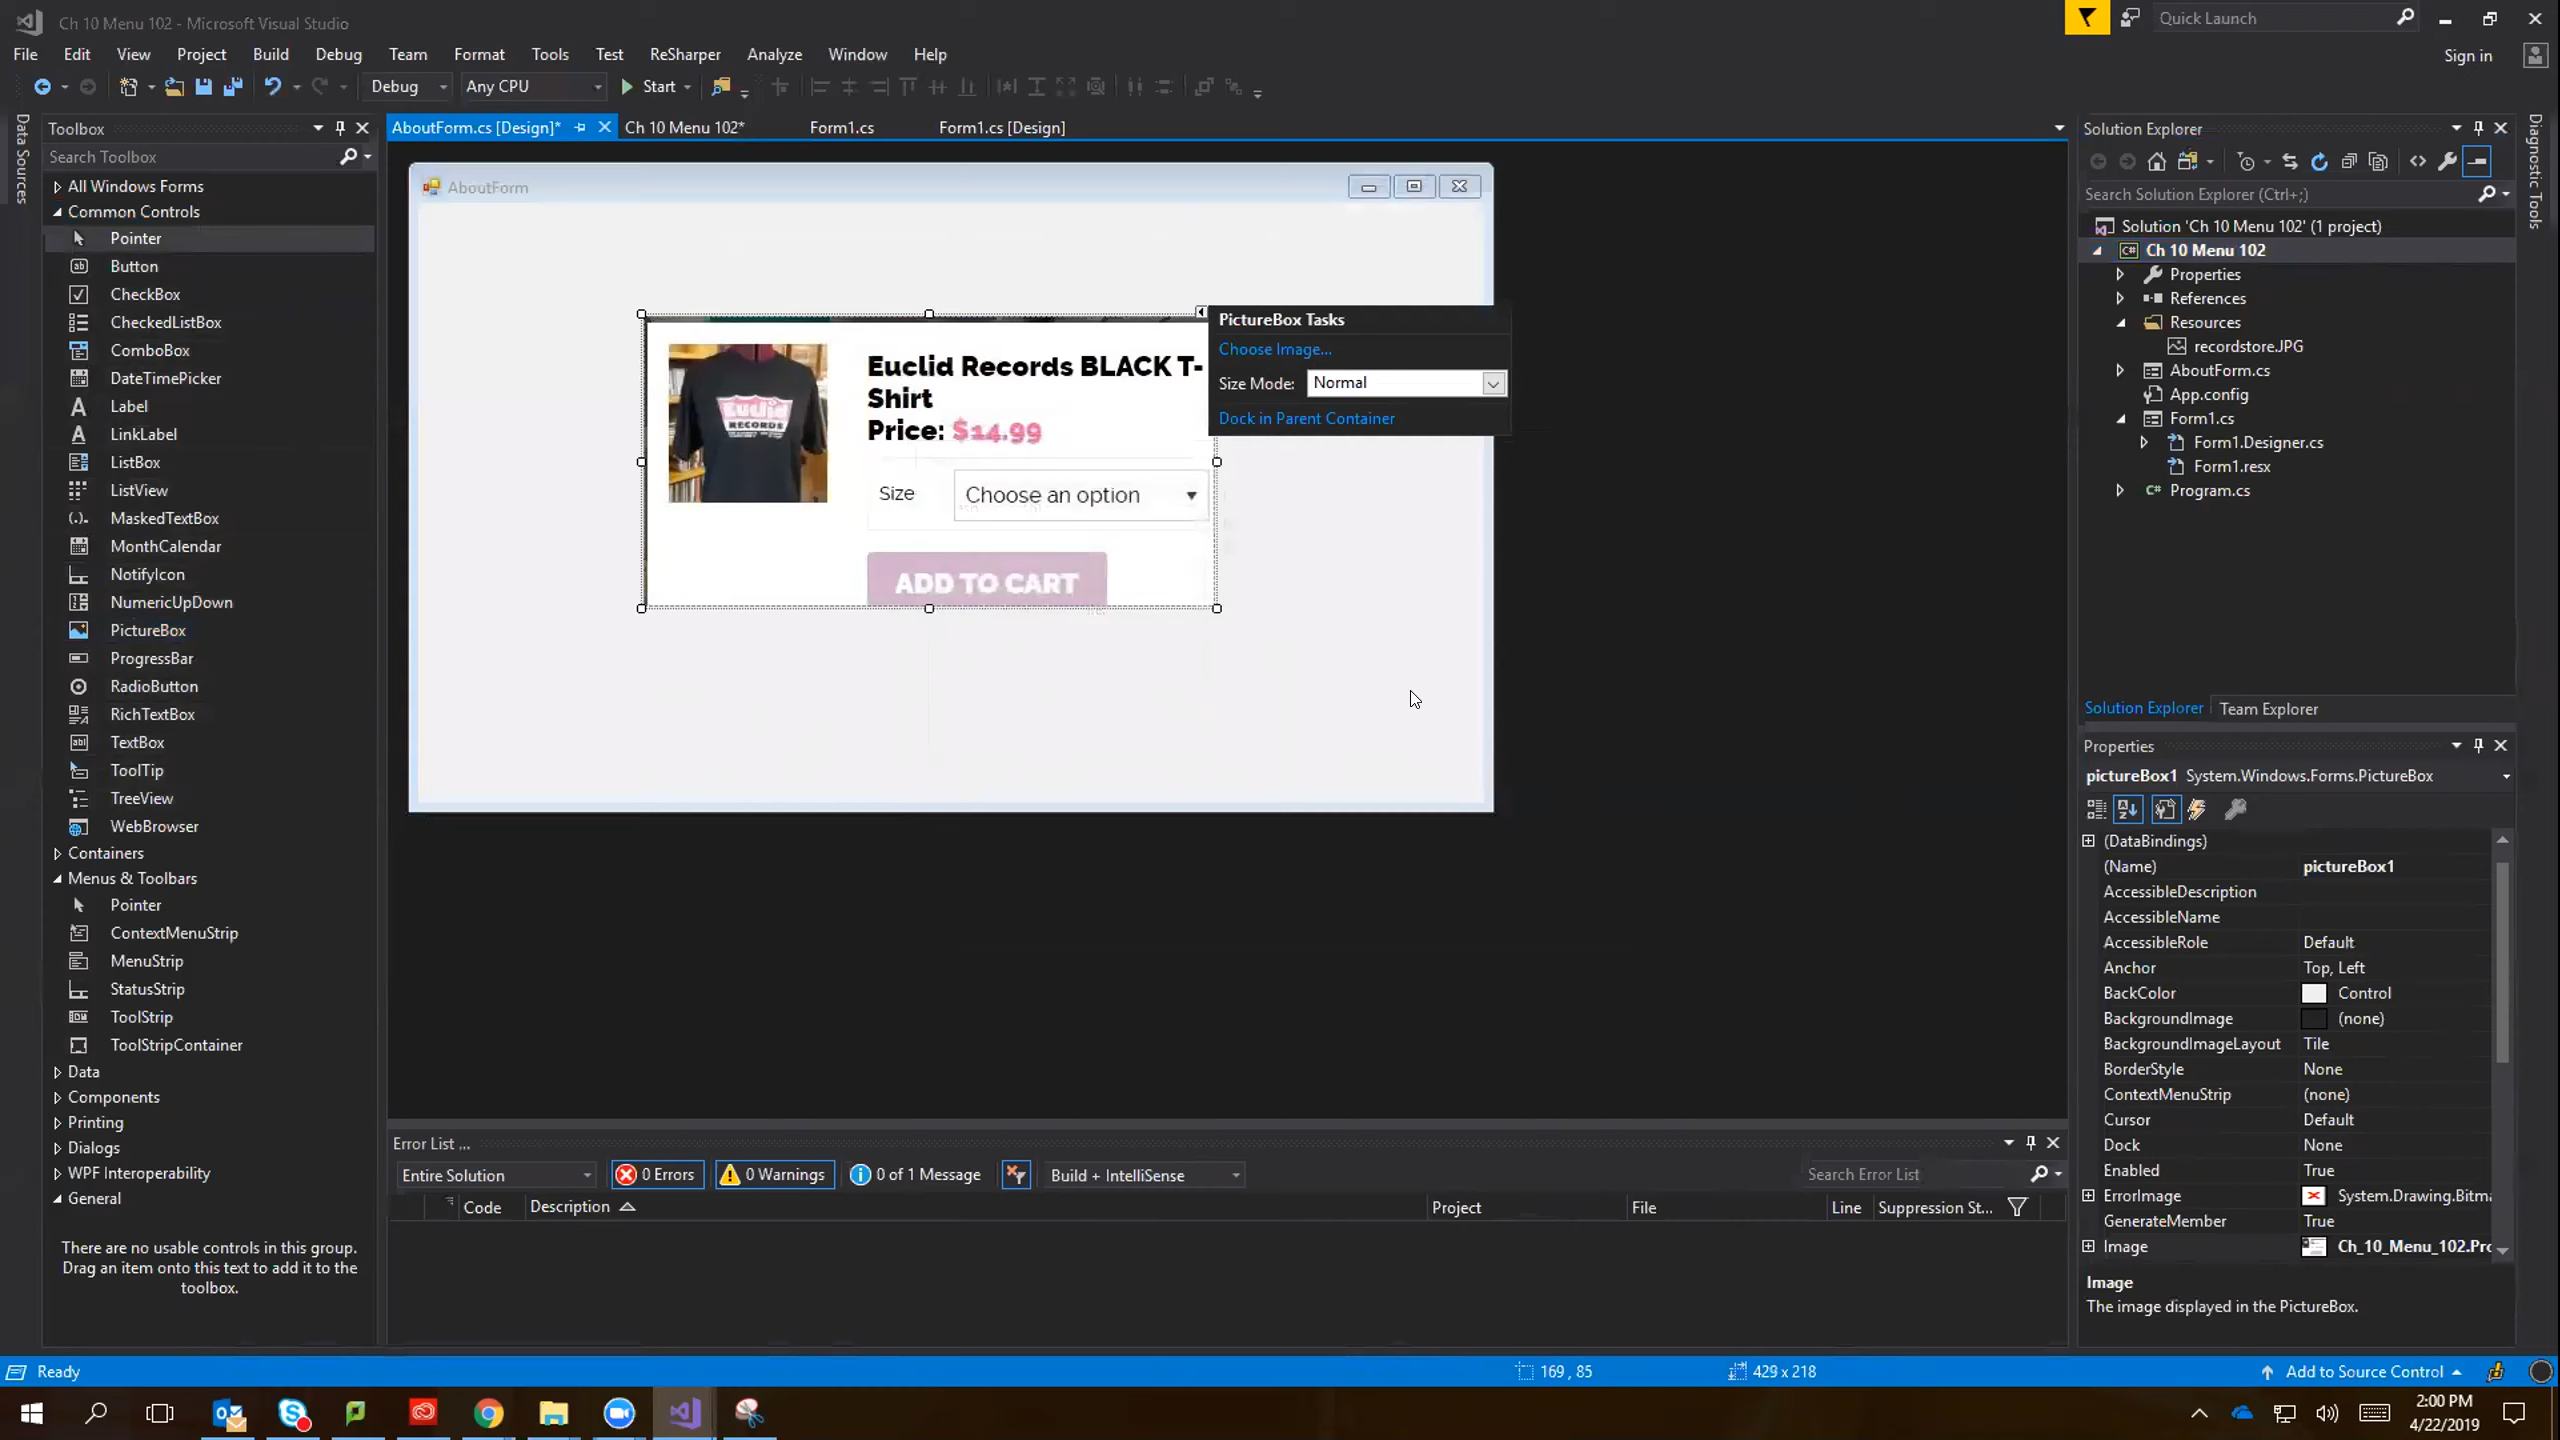 Ch 10 Menu 102 - Microsoft Visual Studio
Quick Launch
File Edit View Project Build Debug Team Format Tools Test ReSharper Analyze Window Help
Sign in
Debug Any CPU Start
Data Sources
Toolbox
Search Toolbox
All Windows Forms
Common Controls
Pointer
Button
CheckBox
CheckedListBox
ComboBox
DateTimePicker
Label
LinkLabel
ListBox
ListView
MaskedTextBox
MonthCalendar
NotifyIcon
NumericUpDown
PictureBox
ProgressBar
RadioButton
RichTextBox
TextBox
ToolTip
TreeView
WebBrowser
Containers
Menus & Toolbars
Pointer
ContextMenuStrip
MenuStrip
StatusStrip
ToolStrip
ToolStripContainer
Data
Components
Printing
Dialogs
WPF Interoperability
General
There are no usable controls in this group.
Drag an item onto this text to add it to the
toolbox.
AboutForm.cs [Design]* Ch 10 Menu 102* Form1.cs Form1.cs [Design]
AboutForm
Euclid RECORDS
Euclid Records BLACK T-
Shirt
Price: $14.99
Size Choose an option
ADD TO CART
PictureBox Tasks
Choose Image...
Size Mode: Normal
Dock in Parent Container
Error List ...
Entire Solution 0 Errors 0 Warnings 0 of 1 Message Build + IntelliSense Search Error List
Code Description Project File Line Suppression St...
Solution Explorer
Search Solution Explorer (Ctrl+;)
Solution 'Ch 10 Menu 102' (1 project)
C# Ch 10 Menu 102
Properties
References
Resources
recordstore.JPG
AboutForm.cs
App.config
Form1.cs
Form1.Designer.cs
Form1.resx
C# Program.cs
Solution Explorer Team Explorer
Diagnostic Tools
Properties
pictureBox1 System.Windows.Forms.PictureBox
(DataBindings)
(Name) pictureBox1
AccessibleDescription
AccessibleName
AccessibleRole Default
Anchor Top, Left
BackColor Control
BackgroundImage (none)
BackgroundImageLayout Tile
BorderStyle None
ContextMenuStrip (none)
Cursor Default
Dock None
Enabled True
ErrorImage System.Drawing.Bitma
GenerateMember True
Image Ch_10_Menu_102.Pro
Image
The image displayed in the PictureBox.
Ready 169 , 85 429 x 218 Add to Source Control
2:00 PM
4/22/2019